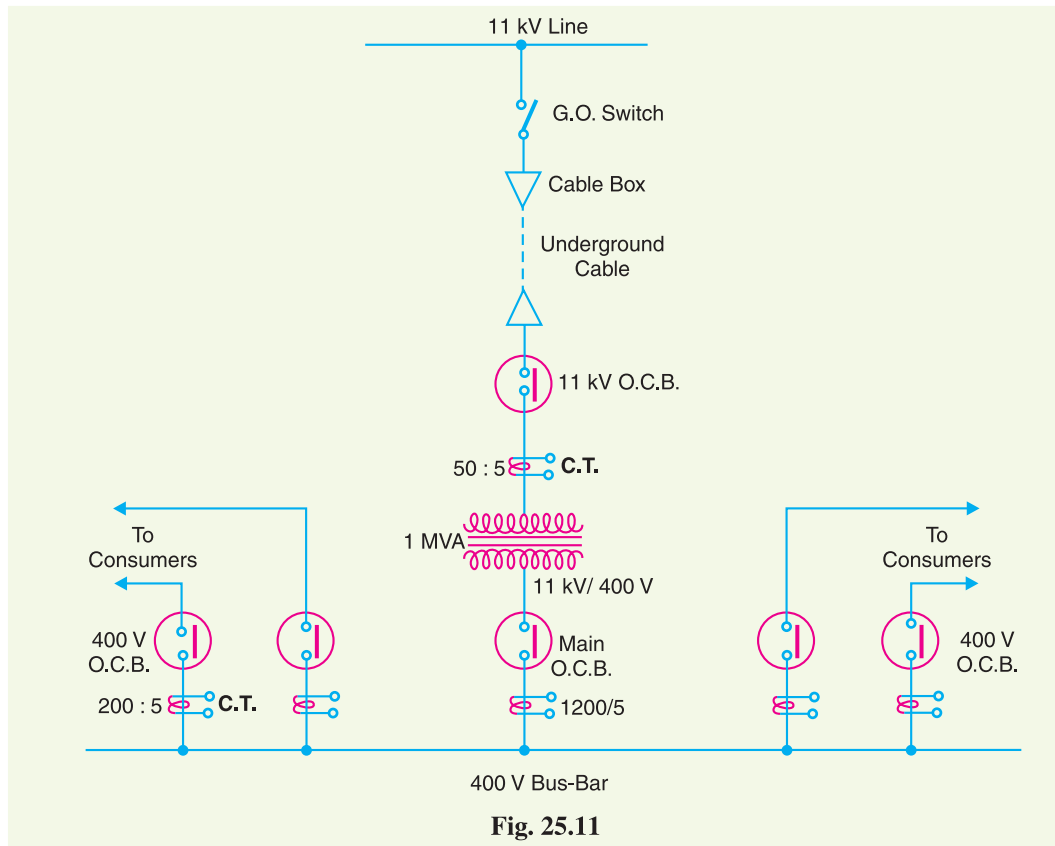 11 kV Line
G.O. Switch
Cable Box
Underground
Cable
11 kV O.C.B.
50 : 5
C.T.
To
Consumers
1 MVA
11 kV/ 400 V
To
Consumers
400 V
O.C.B.
Main
O.C.B.
400 V
O.C.B.
200 : 5
C.T.
1200/5
400 V Bus-Bar
Fig. 25.11